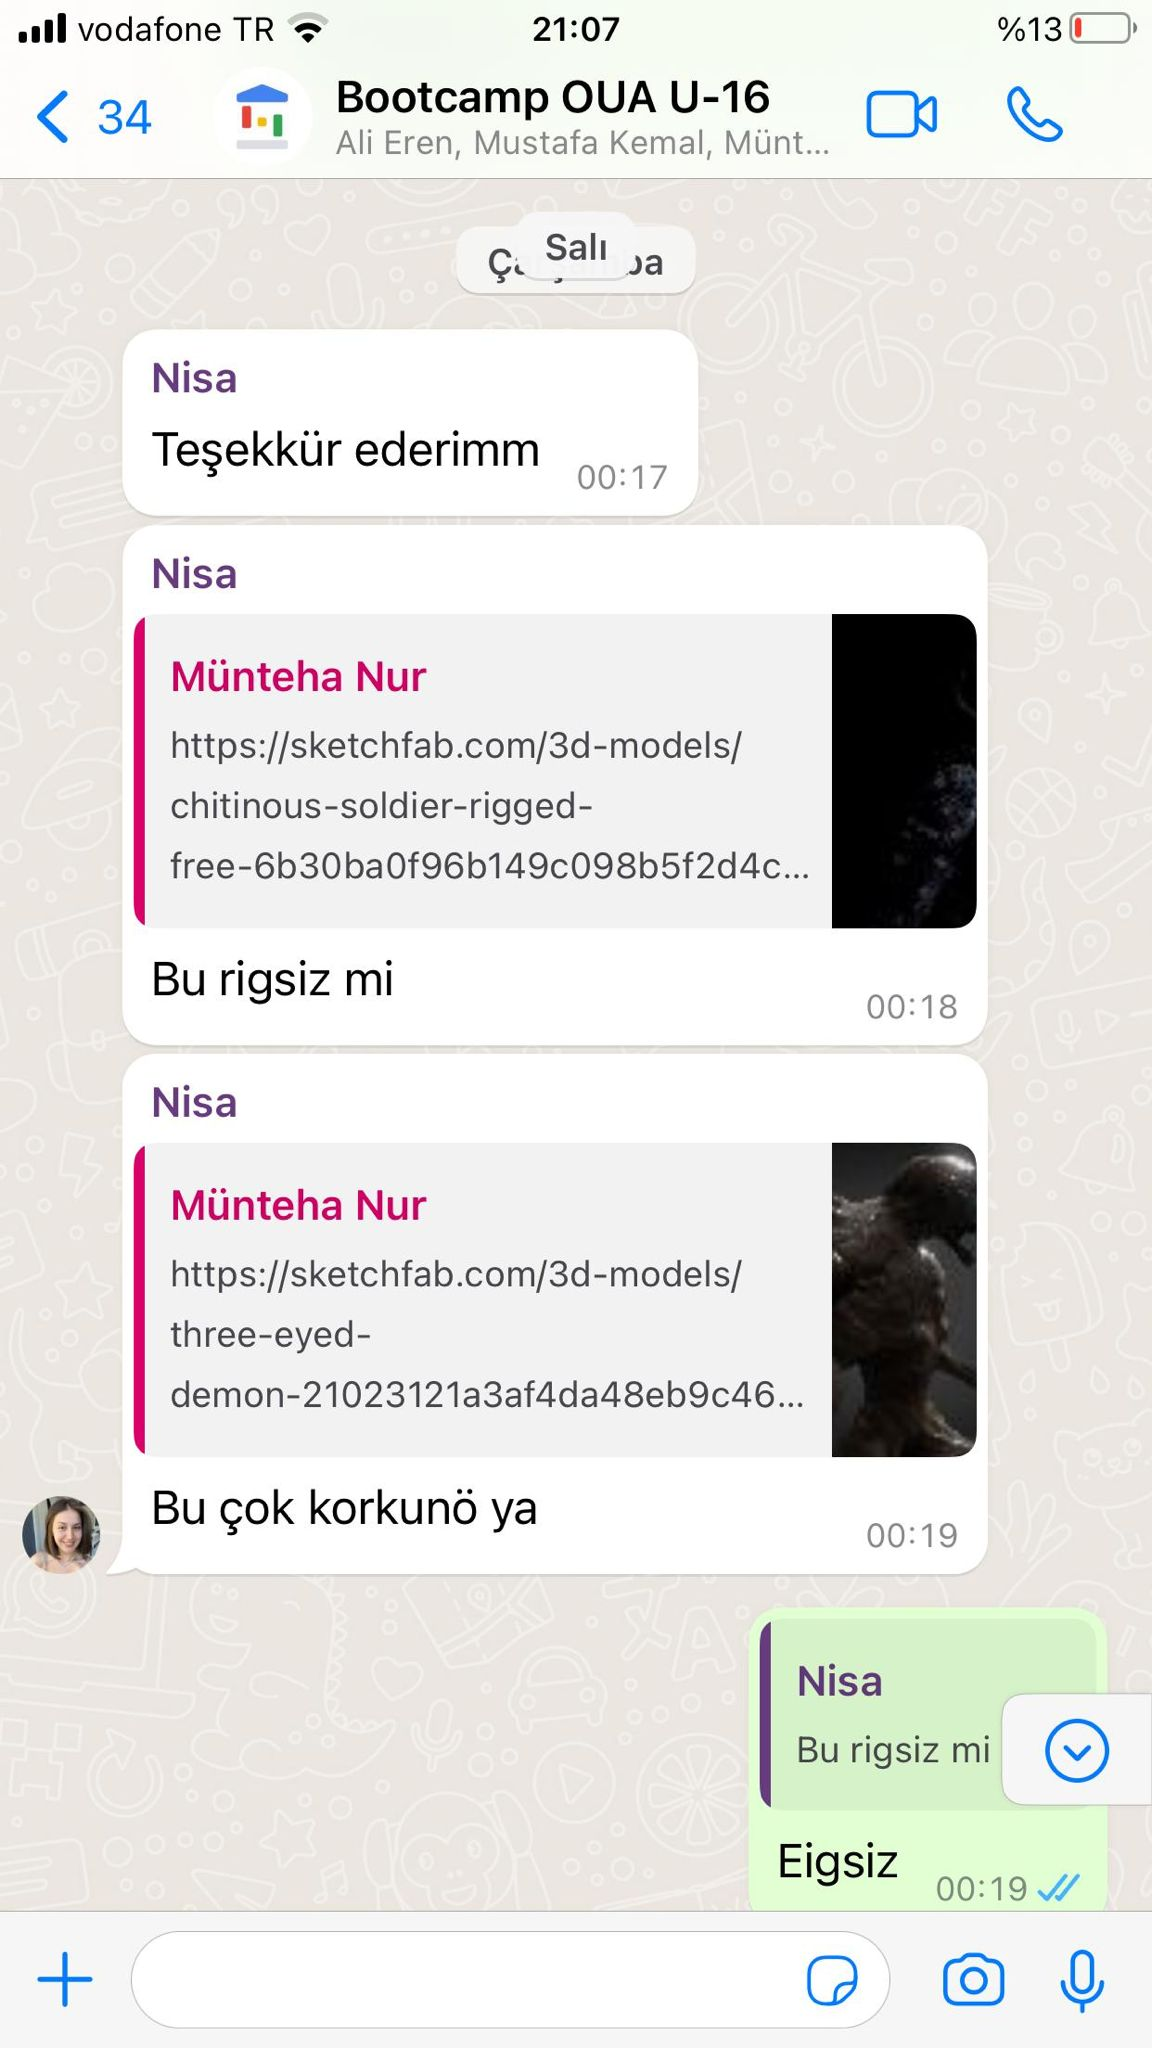 vodafone TR
21:07
%13
34
Bootcamp OUA U-16
Ali Eren, Mustafa Kemal, Münt...
Salı
Nisa
Teşekkür ederimm
00:17
Nisa
Münteha Nur
https://sketchfab.com/3d-models/
chitinous-soldier-rigged-
free-6b30ba0f96b149c098b5f2d4c...
Bu rigsiz mi
00:18
Nisa
Münteha Nur
https://sketchfab.com/3d-models/
three-eyed-
demon-21023121a3af4da48eb9c46...
Bu çok korkunö ya
00:19
Nisa
Bu rigsiz mi
Eigsiz
00:19